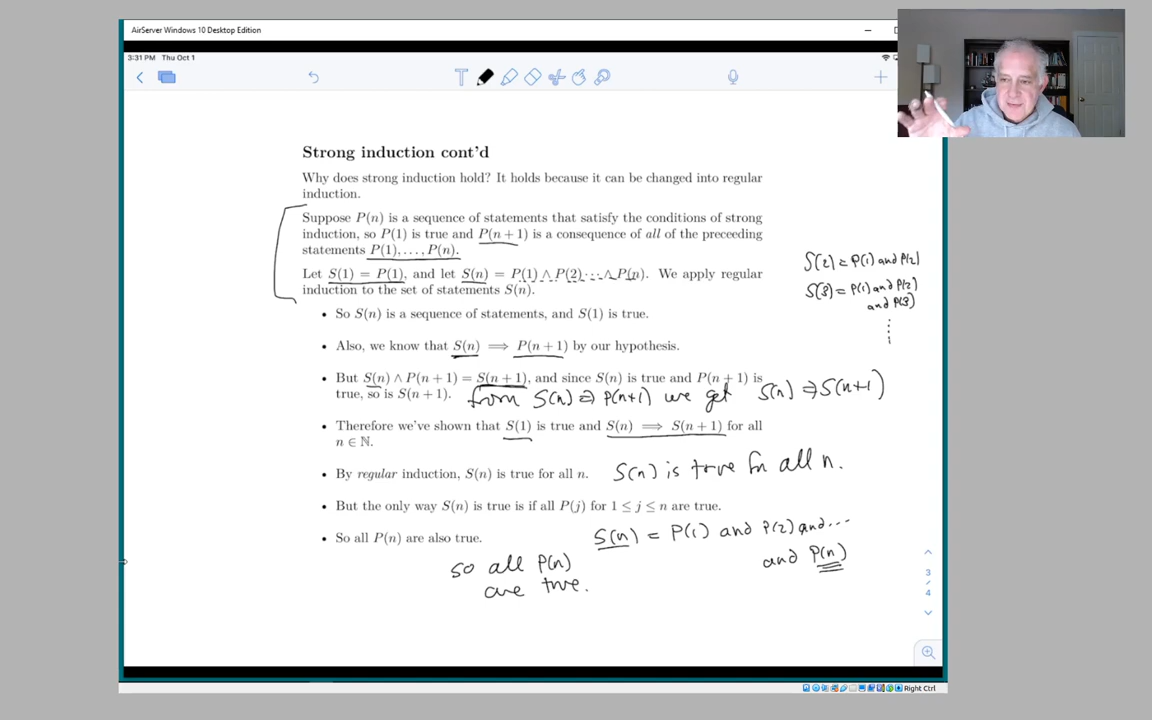 AirServer Windows 10 Desktop Edition
3:31 PM Thu Oct 1
Strong induction cont'd
Why does strong induction hold? It holds because it can be changed into regular
induction.
Suppose P(n) is a sequence of statements that satisfy the conditions of strong
induction, so P(1) is true and P(n + 1) is a consequence of all of the preceeding
statements P(1), . . . , P(n).
Let S(1) = P(1), and let S(n) = P(1) ∧ P(2) · · · ∧ P(n). We apply regular
induction to the set of statements S(n).
S(2) = P(1) and P(2)
S(3) = P(1) and P(2)
and P(3)
• So S(n) is a sequence of statements, and S(1) is true.
• Also, we know that S(n) ⟹ P(n + 1) by our hypothesis.
• But S(n) ∧ P(n + 1) = S(n + 1), and since S(n) is true and P(n + 1) is
true, so is S(n + 1).
from S(n) ⇒ P(n+1) we get S(n) ⇒ S(n+1)
• Therefore we've shown that S(1) is true and S(n) ⟹ S(n + 1) for all
n ∈ ℕ.
• By regular induction, S(n) is true for all n.
S(n) is true for all n.
• But the only way S(n) is true is if all P(j) for 1 ≤ j ≤ n are true.
• So all P(n) are also true.
S(n) = P(1) and P(2) and ...
and P(n)
so all P(n)
are true.
3
/
4
Right Ctrl